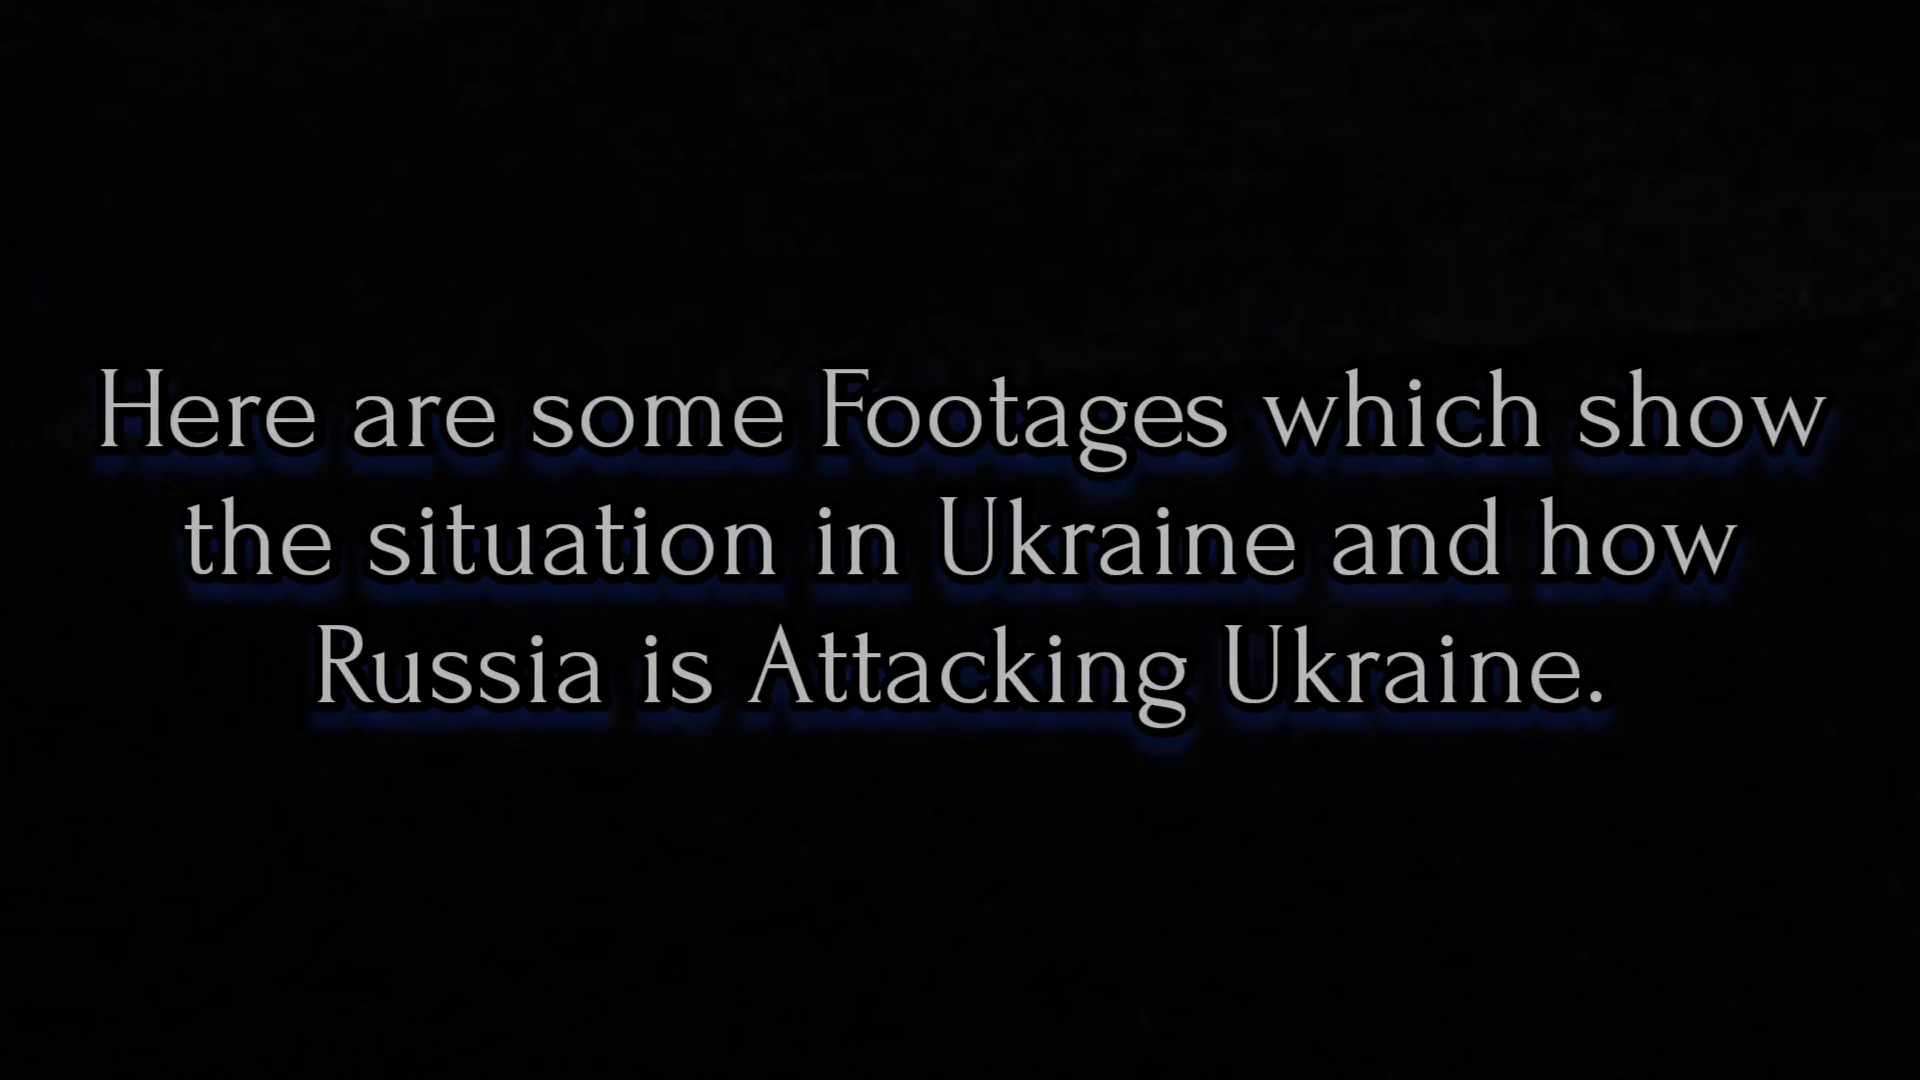 Here are some Footages which show
the situation in Ukraine and how
Russia is Attacking Ukraine.